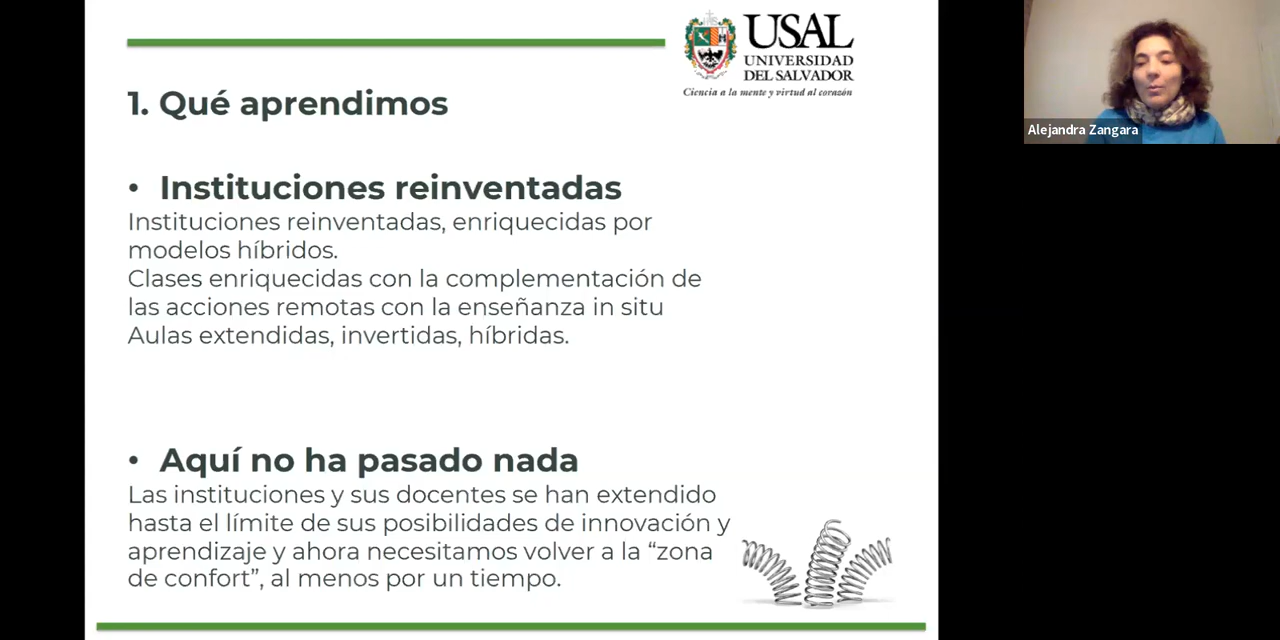 USAL
UNIVERSIDAD
DEL SALVADOR
Ciencia a la mente y virtud al corazón
Alejandra Zangara
1. Qué aprendimos
• Instituciones reinventadas
Instituciones reinventadas, enriquecidas por
modelos híbridos.
Clases enriquecidas con la complementación de
las acciones remotas con la enseñanza in situ
Aulas extendidas, invertidas, híbridas.
• Aquí no ha pasado nada
Las instituciones y sus docentes se han extendido
hasta el límite de sus posibilidades de innovación y
aprendizaje y ahora necesitamos volver a la “zona
de confort”, al menos por un tiempo.